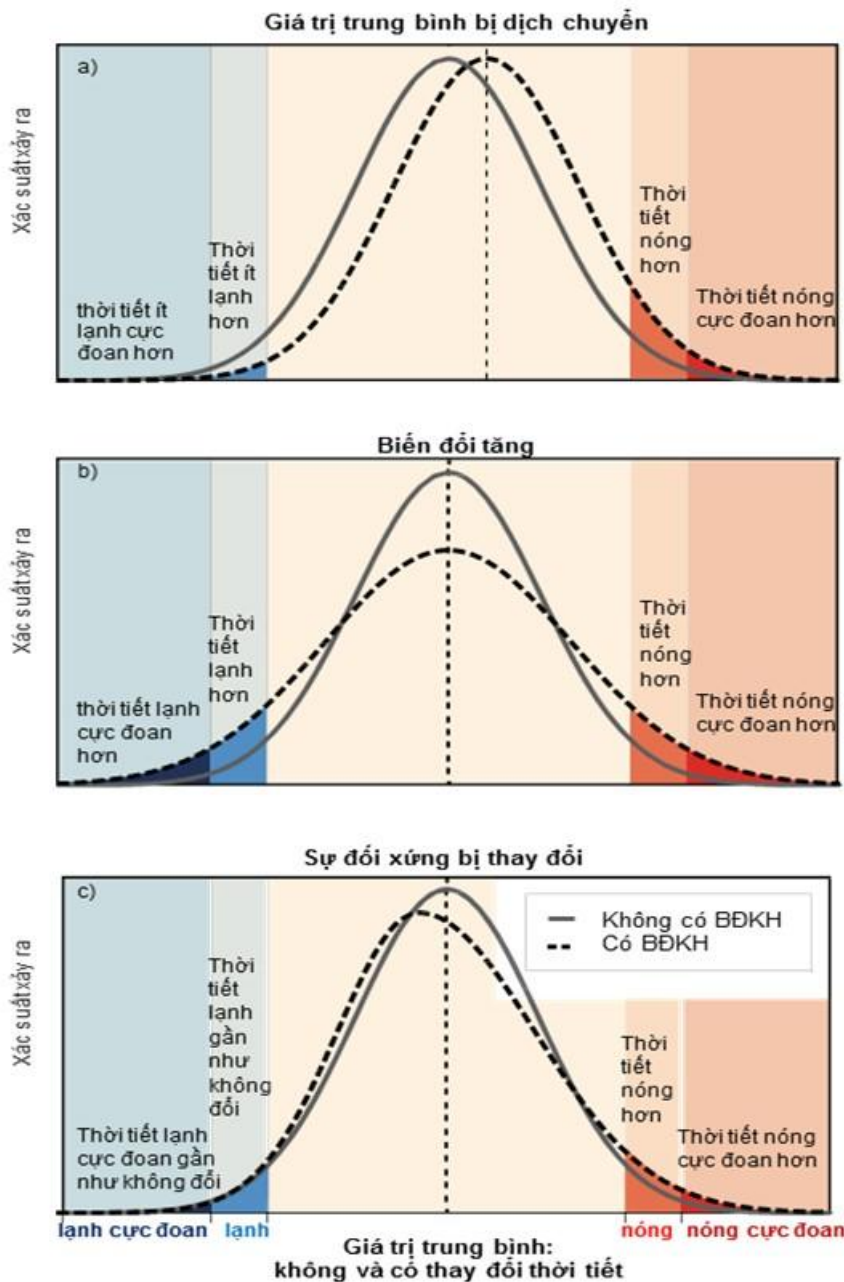 Giá trị trung bình bị dịch chuyển
a)
Xác suất xảy ra
thời tiết ít
lạnh cực
đoan hơn
Thời
tiết ít
lạnh
hơn
Thời
tiết
nóng
hơn
Thời tiết nóng
cực đoan hơn
Biến đổi tăng
b)
Xác suất xảy ra
thời tiết lạnh
cực đoan
hơn
Thời
tiết
lạnh
hơn
Thời
tiết
nóng
hơn
Thời tiết nóng
cực đoan hơn
Sự đối xứng bị thay đổi
c)
Xác suất xảy ra
Không có BĐKH
Có BĐKH
Thời tiết lạnh
cực đoan gần
như không đổi
Thời
tiết
lạnh
gần
như
không
đổi
Thời
tiết
nóng
hơn
Thời tiết nóng
cực đoan hơn
lạnh cực đoan
lạnh
nóng
nóng cực đoan
Giá trị trung bình:
không và có thay đổi thời tiết